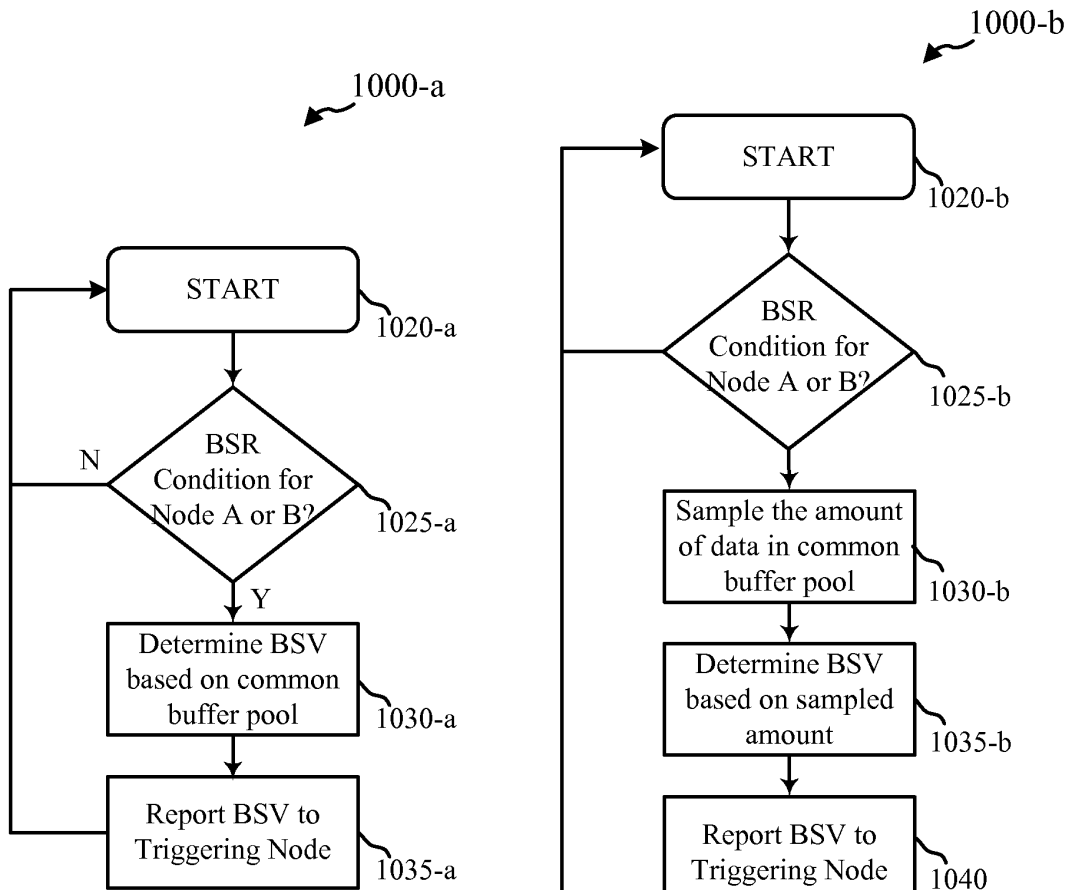 1000-a
START
1020-a
BSR
Condition for
Node A or B?
1025-a
N
Y
Determine BSV
based on common
buffer pool
1030-a
Report BSV to
Triggering Node
1035-a
1000-b
START
1020-b
BSR
Condition for
Node A or B?
1025-b
Sample the amount
of data in common
buffer pool
1030-b
Determine BSV
based on sampled
amount
1035-b
Report BSV to
Triggering Node
1040